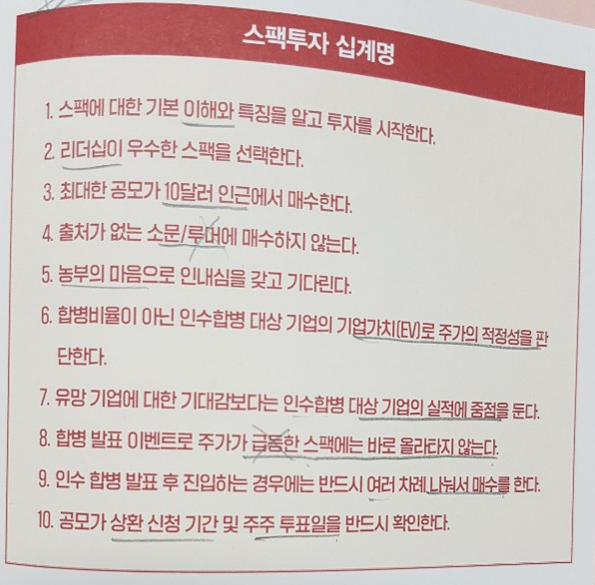 스팩투자 십계명
1. 스팩에 대한 기본 이해와 특징을 알고 투자를 시작한다.
2. 리더십이 우수한 스팩을 선택한다.
3. 최대한 공모가 10달러 인근에서 매수한다.
4. 출처가 없는 소문/루머에 매수하지 않는다.
5. 농부의 마음으로 인내심을 갖고 기다린다.
6. 합병비율이 아닌 인수합병 대상 기업의 기업가치(EV)로 주가의 적정성을 판
단한다.
7. 유망 기업에 대한 기대감보다는 인수합병 대상 기업의 실적에 중점을 둔다.
8. 합병 발표 이벤트로 주가가 급등한 스팩에는 바로 올라타지 않는다.
9. 인수 합병 발표 후 진입하는 경우에는 반드시 여러 차례 나눠서 매수를 한다.
10. 공모가 상환 신청 기간 및 주주 투표일을 반드시 확인한다.